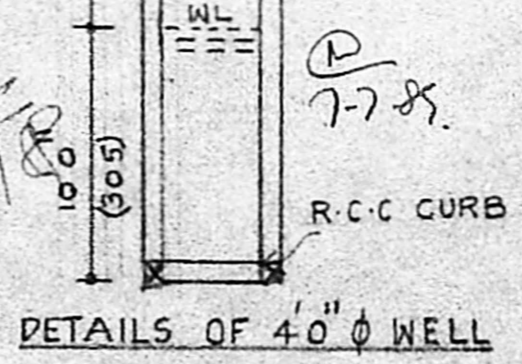 WL
7-7-85.
10'0"
(305)
R.C.C CURB
DETAILS OF 4'0" ϕ WELL